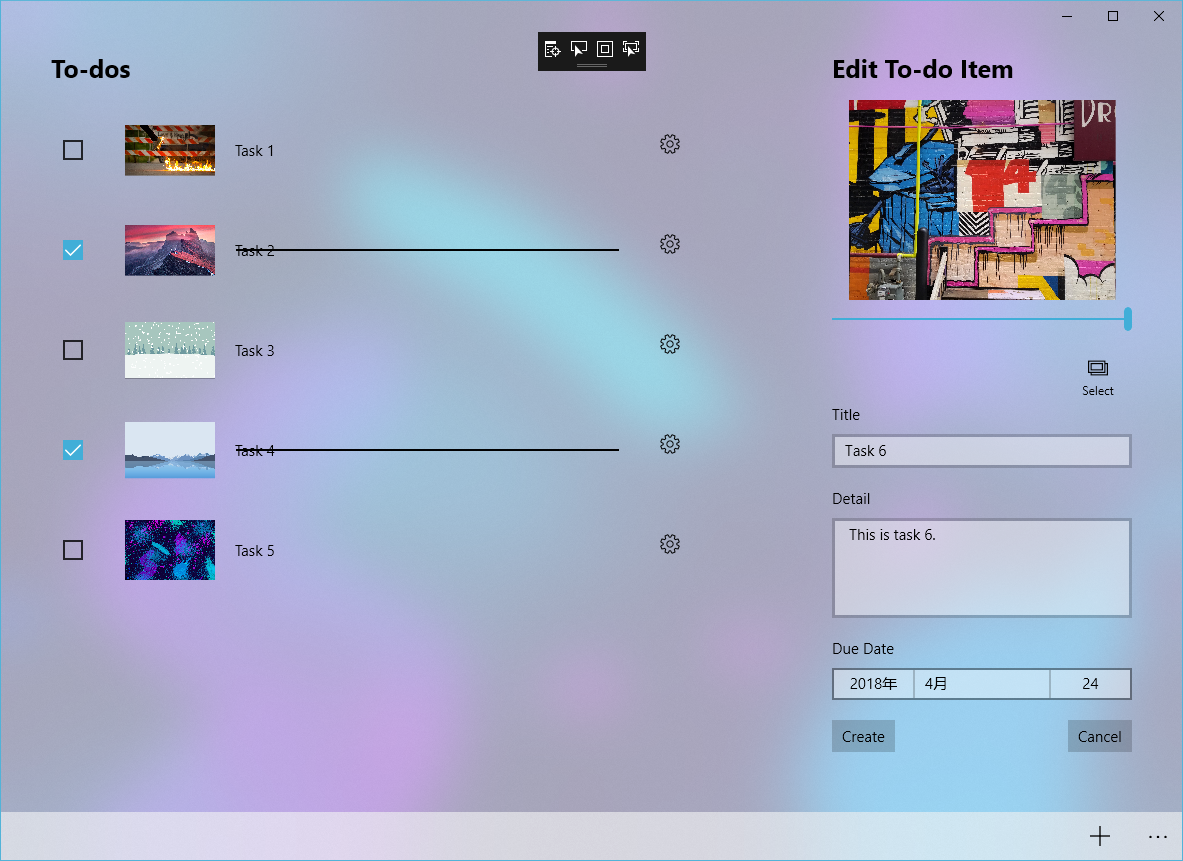 To-dos
Task 1
Task 2
Task 3
Task 4
Task 5
Edit To-do Item
DR
Select
Title
Task 6
Detail
This is task 6.
Due Date
2018年 4月 24
Create Cancel